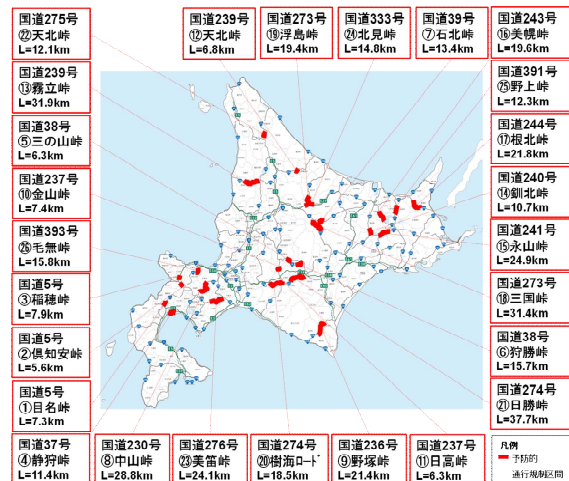 国道275号
㉒天北峠
L=12.1km
国道239号
⑫天北峠
L=6.8km
国道273号
⑲浮島峠
L=19.4km
国道333号
㉔北見峠
L=14.8km
国道39号
⑦石北峠
L=13.4km
国道243号
⑯美幌峠
L=19.6km
国道239号
⑬霧立峠
L=31.9km
国道391号
㉕野上峠
L=12.3km
国道38号
⑤三の山峠
L=6.3km
国道244号
⑰根北峠
L=21.8km
国道237号
⑩金山峠
L=7.4km
国道240号
⑭釧北峠
L=10.7km
国道393号
㉖毛無峠
L=15.8km
国道241号
⑮永山峠
L=24.9km
国道5号
③稲穂峠
L=7.9km
国道273号
⑱三国峠
L=31.4km
国道5号
②倶知安峠
L=5.6km
国道38号
⑥狩勝峠
L=15.7km
国道5号
①目名峠
L=7.3km
国道274号
㉑日勝峠
L=37.7km
国道37号
④静狩峠
L=11.4km
国道230号
⑧中山峠
L=28.8km
国道276号
㉓美笛峠
L=24.1km
国道274号
⑳樹海ロード
L=18.5km
国道236号
⑨野塚峠
L=21.4km
国道237号
⑪日高峠
L=6.3km
凡例
予防的
通行規制区間